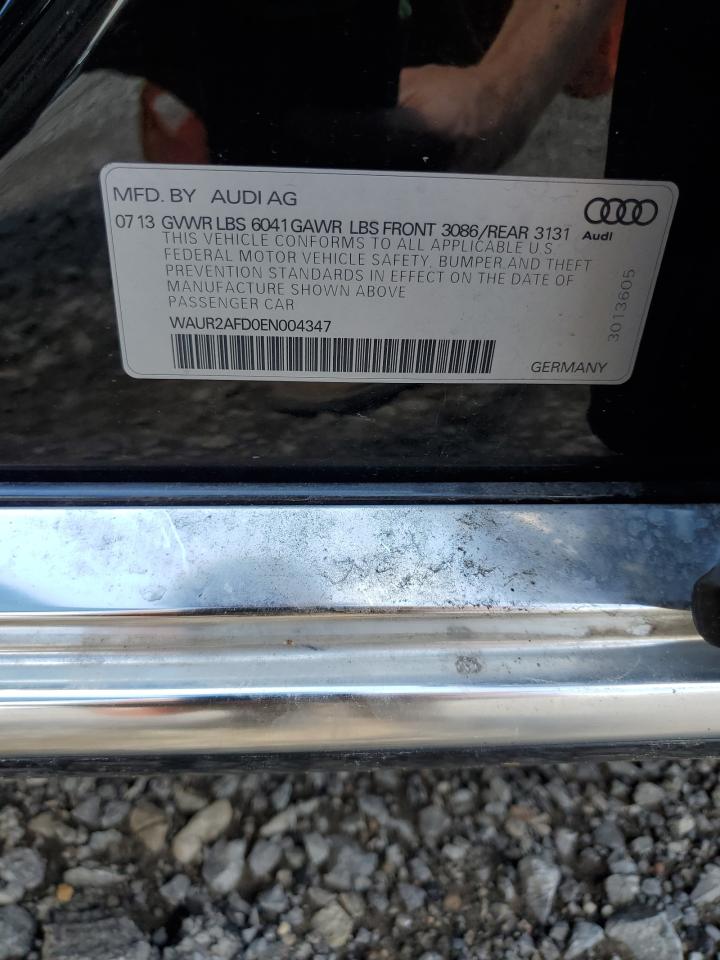 MFD. BY AUDI AG
07 13 GVWR LBS 6041 GAWR LBS FRONT 3086/REAR 3131
THIS VEHICLE CONFORMS TO ALL APPLICABLE U S
FEDERAL MOTOR VEHICLE SAFETY, BUMPER, AND THEFT
PREVENTION STANDARDS IN EFFECT ON THE DATE OF
MANUFACTURE SHOWN ABOVE
PASSENGER CAR
WAUR2AFD0EN004347
GERMANY
Audi
3013605